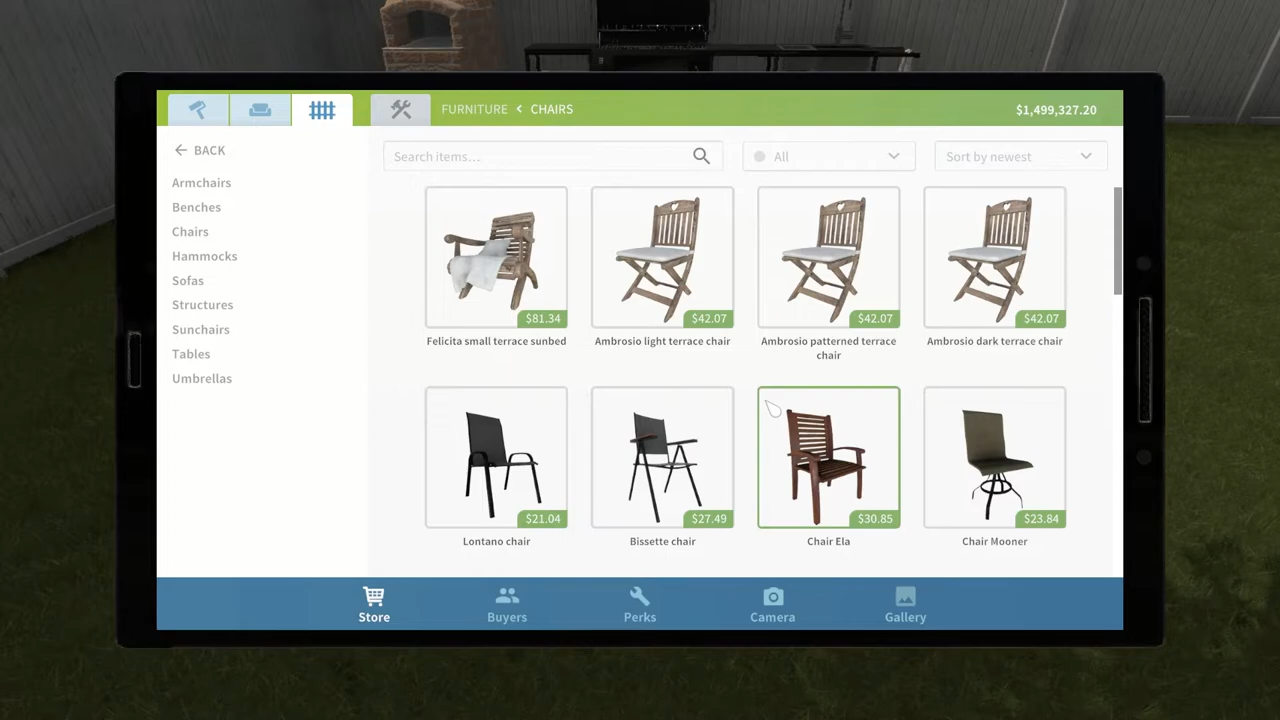 FURNITURE < CHAIRS
$1,499,327.20
BACK
Search items...
All
Sort by newest
Armchairs
Benches
Chairs
Hammocks
Sofas
Structures
Sunchairs
Tables
Umbrellas
$81.34
$42.07
$42.07
$42.07
Felicita small terrace sunbed
Ambrosio light terrace chair
Ambrosio patterned terrace
chair
Ambrosio dark terrace chair
$21.04
$27.49
$30.85
$23.84
Lontano chair
Bissette chair
Chair Ela
Chair Mooner
Store
Buyers
Perks
Camera
Gallery